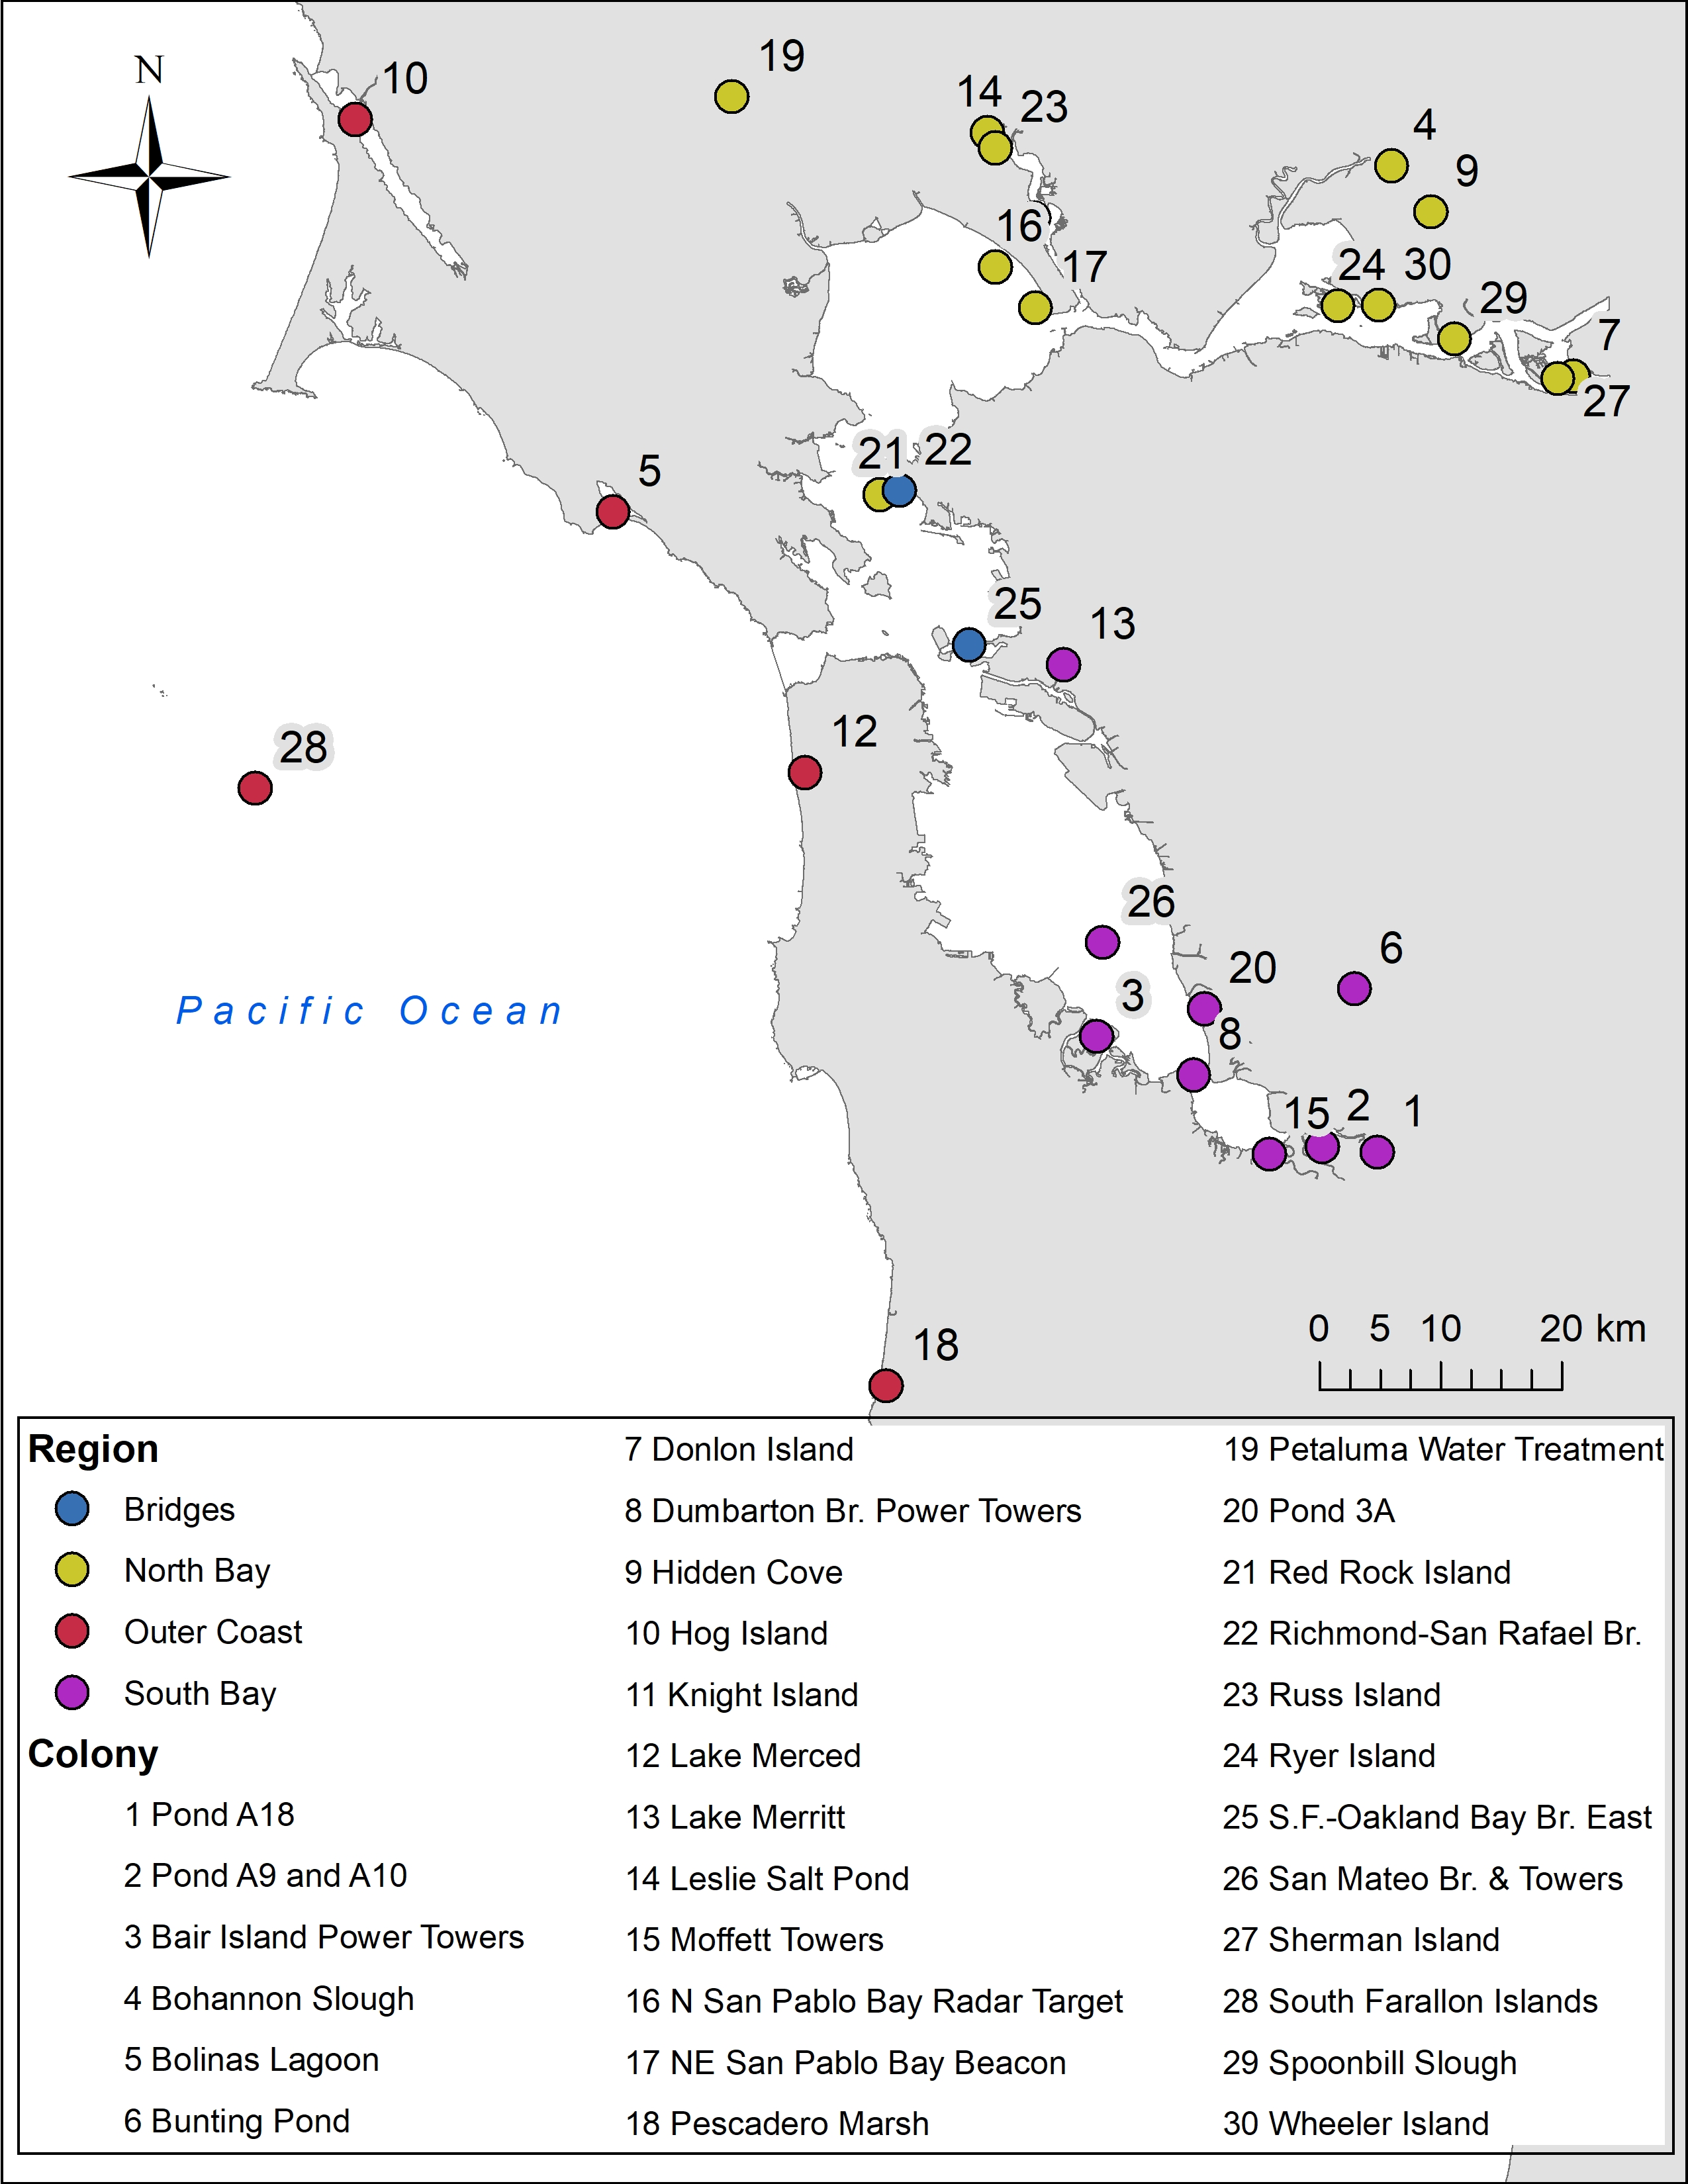 N
10
19
14
23
4
9
16
17
24
30
29
7
27
21
22
5
25
13
12
28
26
6
20
3
8
Pacific Ocean
15
2
1
18
0 5 10 20 km
Region
Bridges
North Bay
Outer Coast
South Bay
Colony
1 Pond A18
2 Pond A9 and A10
3 Bair Island Power Towers
4 Bohannon Slough
5 Bolinas Lagoon
6 Bunting Pond
7 Donlon Island
8 Dumbarton Br. Power Towers
9 Hidden Cove
10 Hog Island
11 Knight Island
12 Lake Merced
13 Lake Merritt
14 Leslie Salt Pond
15 Moffett Towers
16 N San Pablo Bay Radar Target
17 NE San Pablo Bay Beacon
18 Pescadero Marsh
19 Petaluma Water Treatment
20 Pond 3A
21 Red Rock Island
22 Richmond-San Rafael Br.
23 Russ Island
24 Ryer Island
25 S.F.-Oakland Bay Br. East
26 San Mateo Br. & Towers
27 Sherman Island
28 South Farallon Islands
29 Spoonbill Slough
30 Wheeler Island